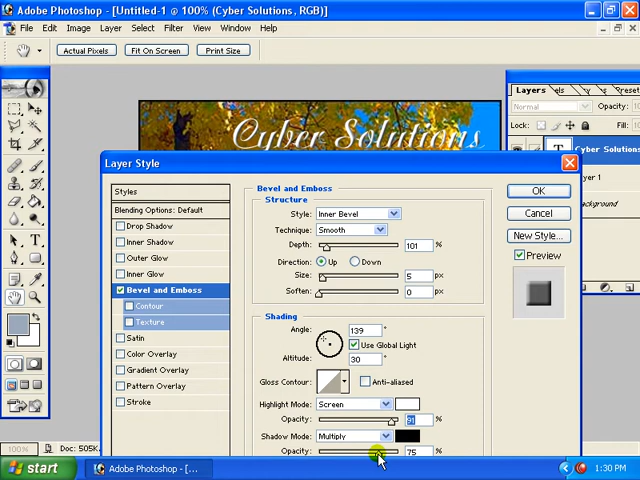 Adobe Photoshop - [Untitled-1 @ 100% (Cyber Solutions, RGB)]
File Edit Image Layer Select Filter View Window Help
Actual Pixels Fit On Screen Print Size
Layers
Normal Opacity:
Lock:
Cyber Solutions
Cyber Solutions
Layer Style
Styles
Blending Options: Default
Drop Shadow
Inner Shadow
Outer Glow
Inner Glow
Bevel and Emboss
Contour
Texture
Satin
Color Overlay
Gradient Overlay
Pattern Overlay
Stroke
Bevel and Emboss
Structure
Style: Inner Bevel
Technique: Smooth
Depth: 101 %
Direction: Up Down
Size: 5 px
Soften: 0 px
Shading
Angle: 139 °
Use Global Light
Altitude: 30 °
Gloss Contour: Anti-aliased
Highlight Mode: Screen
Opacity: 91 %
Shadow Mode: Multiply
Opacity: 75 %
OK
Cancel
New Style...
Preview
100% Doc: 505K
start Adobe Photoshop - [... 1:30 PM